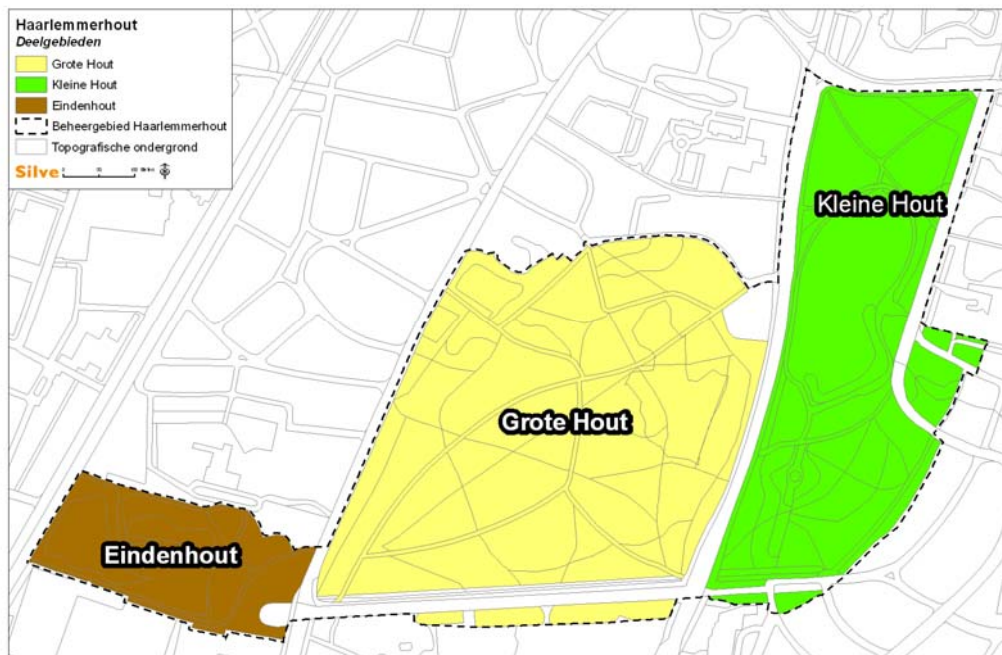 Haarlemmerhout
Deelgebieden
Grote Hout
Kleine Hout
Eindenhout
Beheergebied Haarlemmerhout
Topografische ondergrond
Silve
Kleine Hout
Grote Hout
Eindenhout